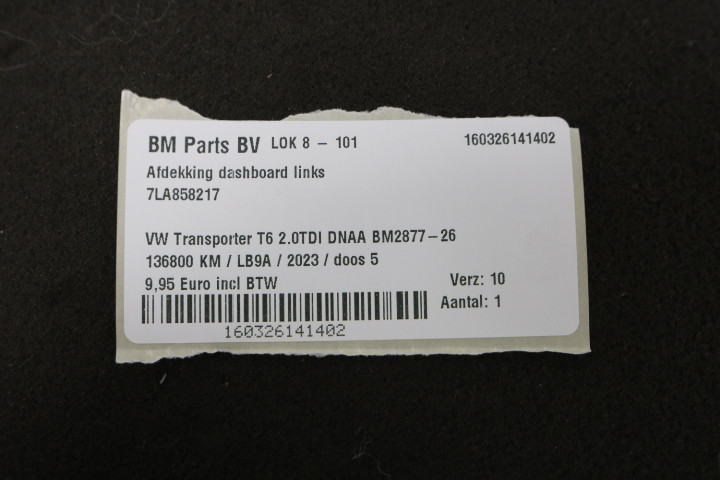 BM Parts BV LOK 8 - 101 160326141402
Afdekking dashboard links
7LA858217
VW Transporter T6 2.0TDI DNAA BM2877-26
136800 KM / LB9A / 2023 / doos 5
9,95 Euro incl BTW Verz: 10
Aantal: 1
160326141402